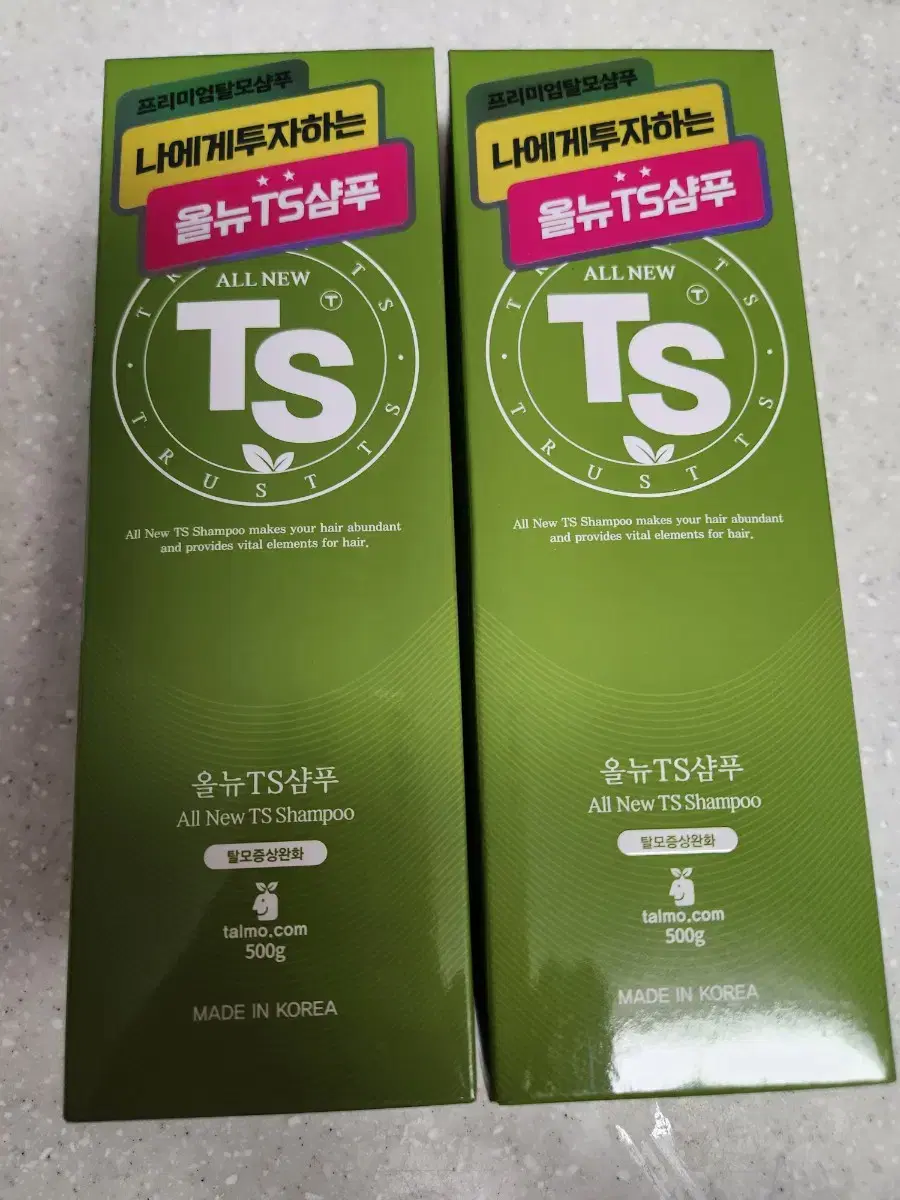 프리미엄탈모샴푸
나에게투자하는
올뉴TS샴푸
ALL NEW
TS
T
TRUST TS
All New TS Shampoo makes your hair abundant
and provides vital elements for hair.
올뉴TS샴푸
All New TS Shampoo
탈모증상완화
talmo.com
500g
MADE IN KOREA
프리미엄탈모샴푸
나에게투자하는
올뉴TS샴푸
ALL NEW
TS
T
TRUST TS
All New TS Shampoo makes your hair abundant
and provides vital elements for hair.
올뉴TS샴푸
All New TS Shampoo
탈모증상완화
talmo.com
500g
MADE IN KOREA